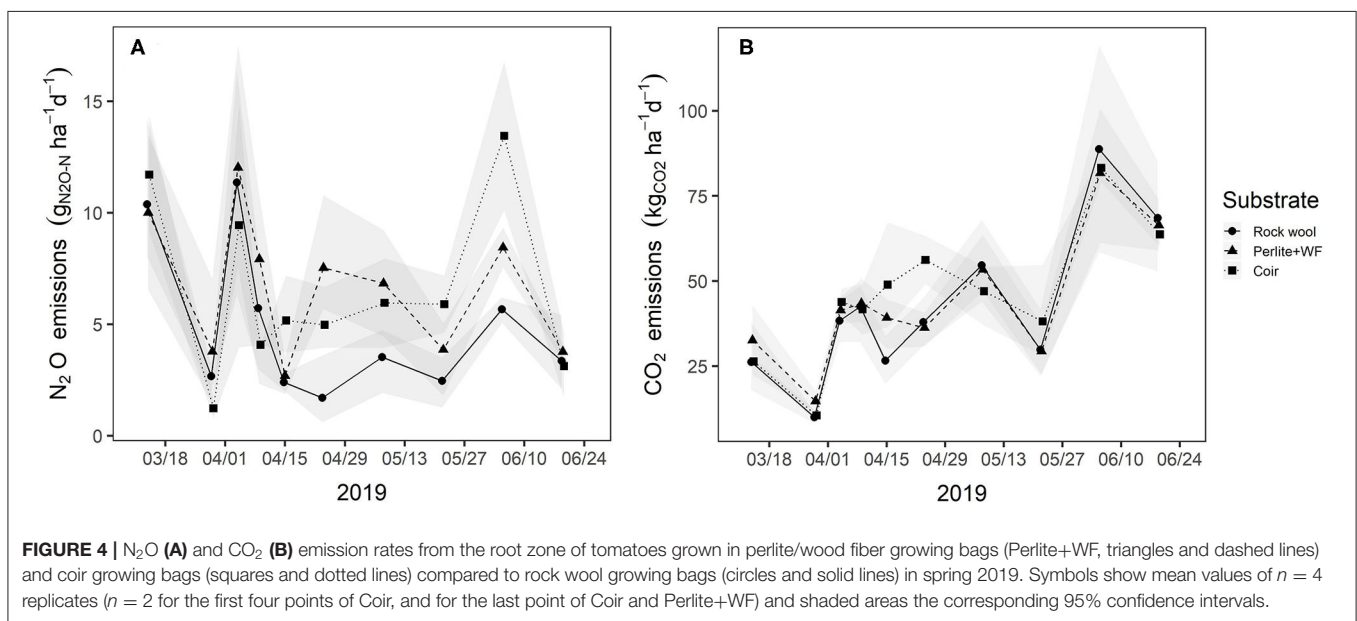 A
N₂O emissions (gN2O-N ha⁻¹d⁻¹)
15
10
5
0
03/18 04/01 04/15 04/29 05/13 05/27 06/10 06/24
2019
B
CO₂ emissions (kgCO2 ha⁻¹d⁻¹)
100
75
50
25
03/18 04/01 04/15 04/29 05/13 05/27 06/10 06/24
2019
Substrate
Rock wool
Perlite+WF
Coir
FIGURE 4 | N₂O (A) and CO₂ (B) emission rates from the root zone of tomatoes grown in perlite/wood fiber growing bags (Perlite+WF, triangles and dashed lines)
and coir growing bags (squares and dotted lines) compared to rock wool growing bags (circles and solid lines) in spring 2019. Symbols show mean values of n = 4
replicates (n = 2 for the first four points of Coir, and for the last point of Coir and Perlite+WF) and shaded areas the corresponding 95% confidence intervals.